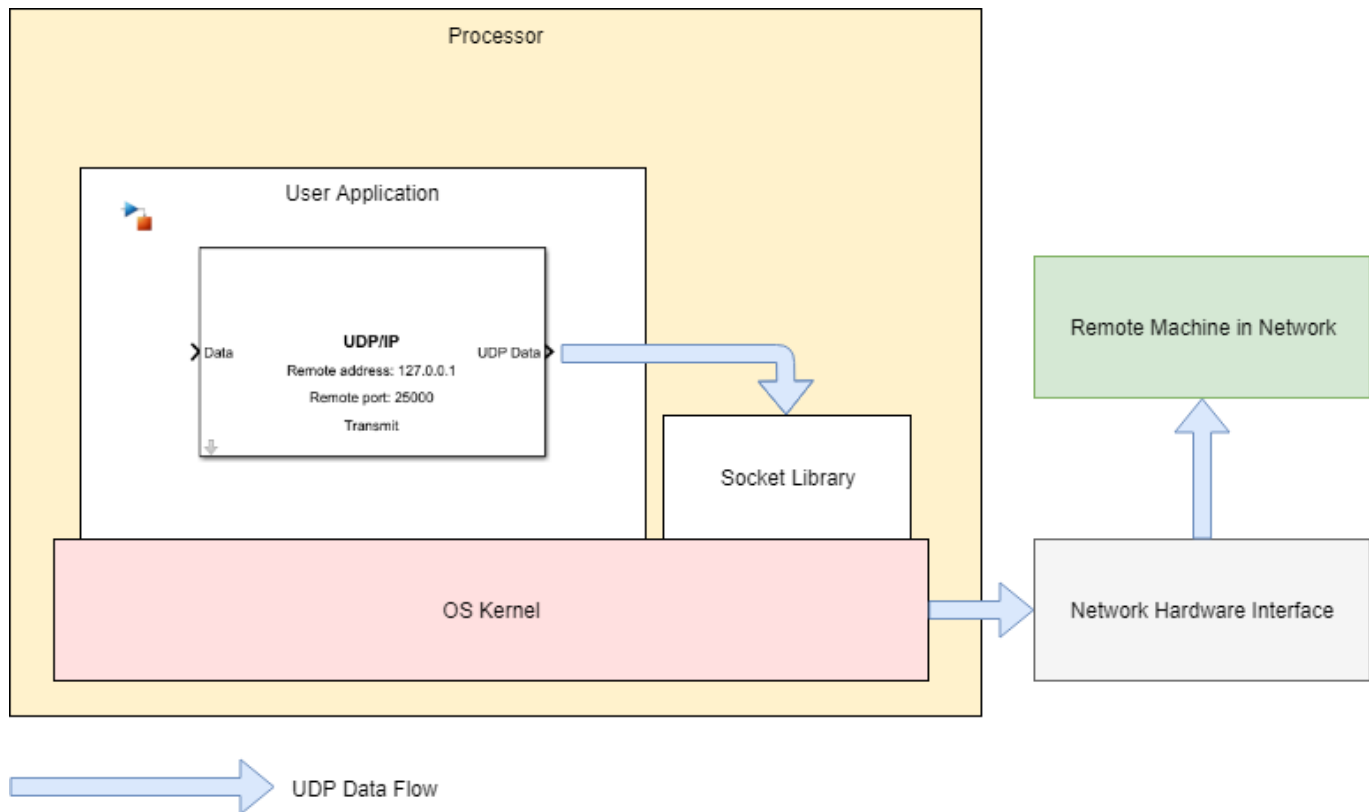 Processor
User Application
UDP/IP
Data
UDP Data
Remote address: 127.0.0.1
Remote port: 25000
Transmit
Socket Library
Remote Machine in Network
OS Kernel
Network Hardware Interface
UDP Data Flow